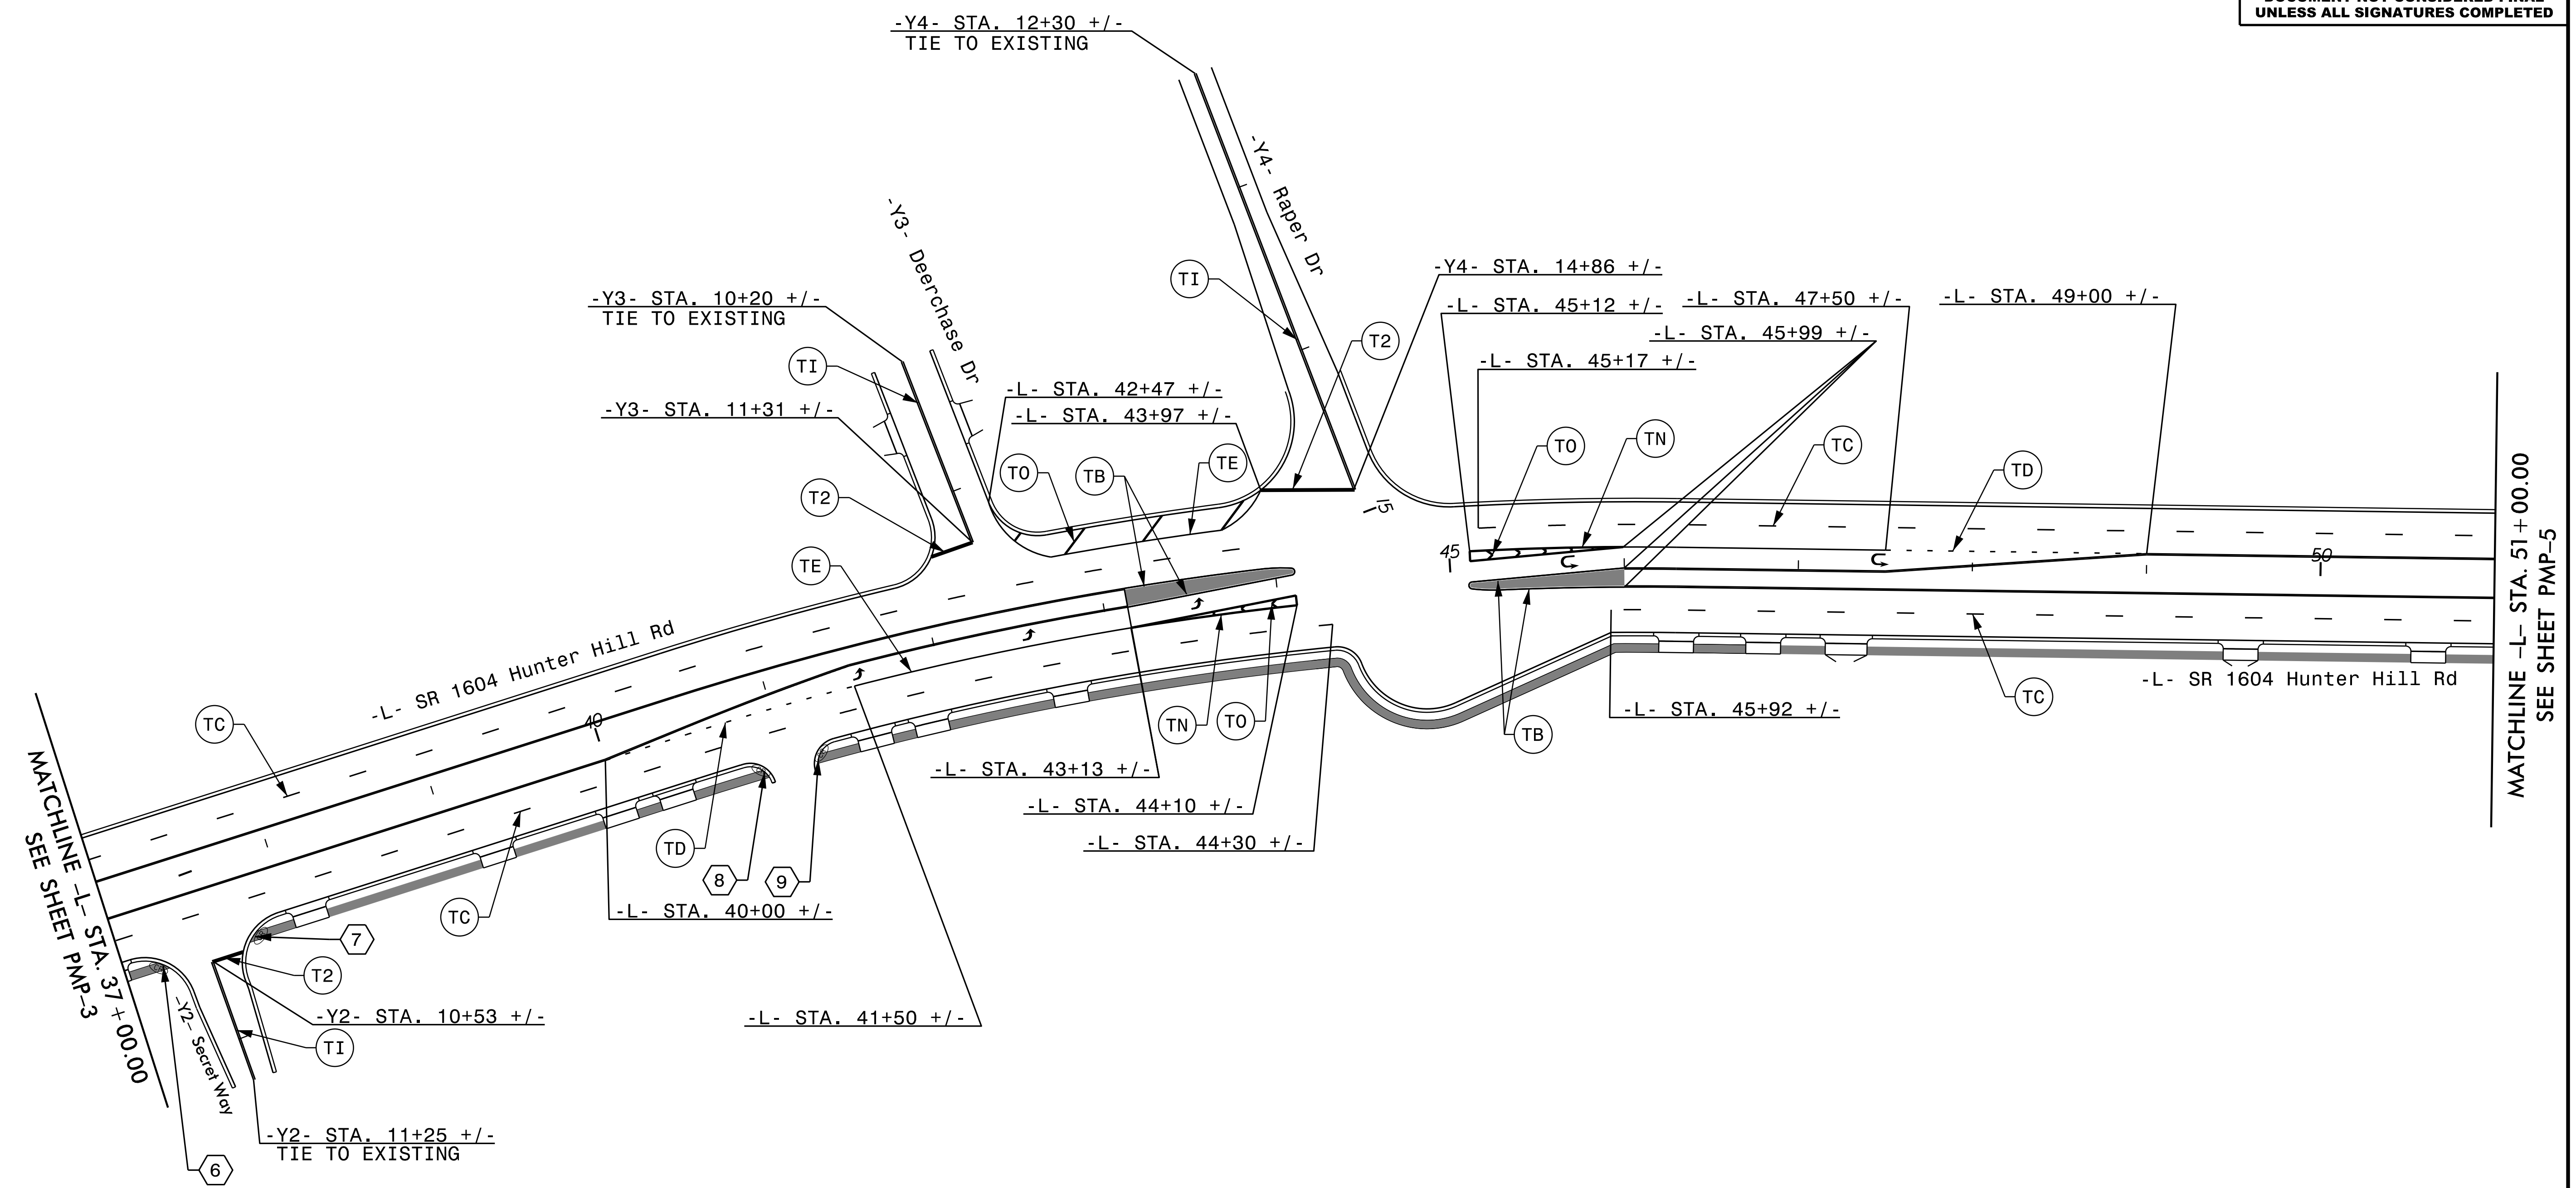 UNLESS ALL SIGNATURES COMPLETED
-Y4- STA. 12+30 +/-
TIE TO EXISTING
-Y4- Raper Dr
-Y3- Deerchase Dr
TI
-Y4- STA. 14+86 +/-
-Y3- STA. 10+20 +/-
TIE TO EXISTING
-L- STA. 45+12 +/-
-L- STA. 47+50 +/-
-L- STA. 49+00 +/-
-L- STA. 45+99 +/-
T2
-L- STA. 45+17 +/-
TI
-L- STA. 42+47 +/-
-Y3- STA. 11+31 +/-
-L- STA. 43+97 +/-
TO
TB
TE
TO
TN
TC
TD
T2
15
45
50
TE
-L- SR 1604 Hunter Hill Rd
-L- SR 1604 Hunter Hill Rd
MATCHLINE -L- STA. 51+00.00
SEE SHEET PMP-5
TC
40
TN
TO
TB
-L- STA. 45+92 +/-
TC
-L- STA. 43+13 +/-
-L- STA. 44+10 +/-
-L- STA. 44+30 +/-
TD
8
9
TC
-L- STA. 40+00 +/-
7
T2
-Y2- STA. 10+53 +/-
-L- STA. 41+50 +/-
TI
-Y2- Secret Way
MATCHLINE -L- STA. 37+00.00
SEE SHEET PMP-3
-Y2- STA. 11+25 +/-
TIE TO EXISTING
6